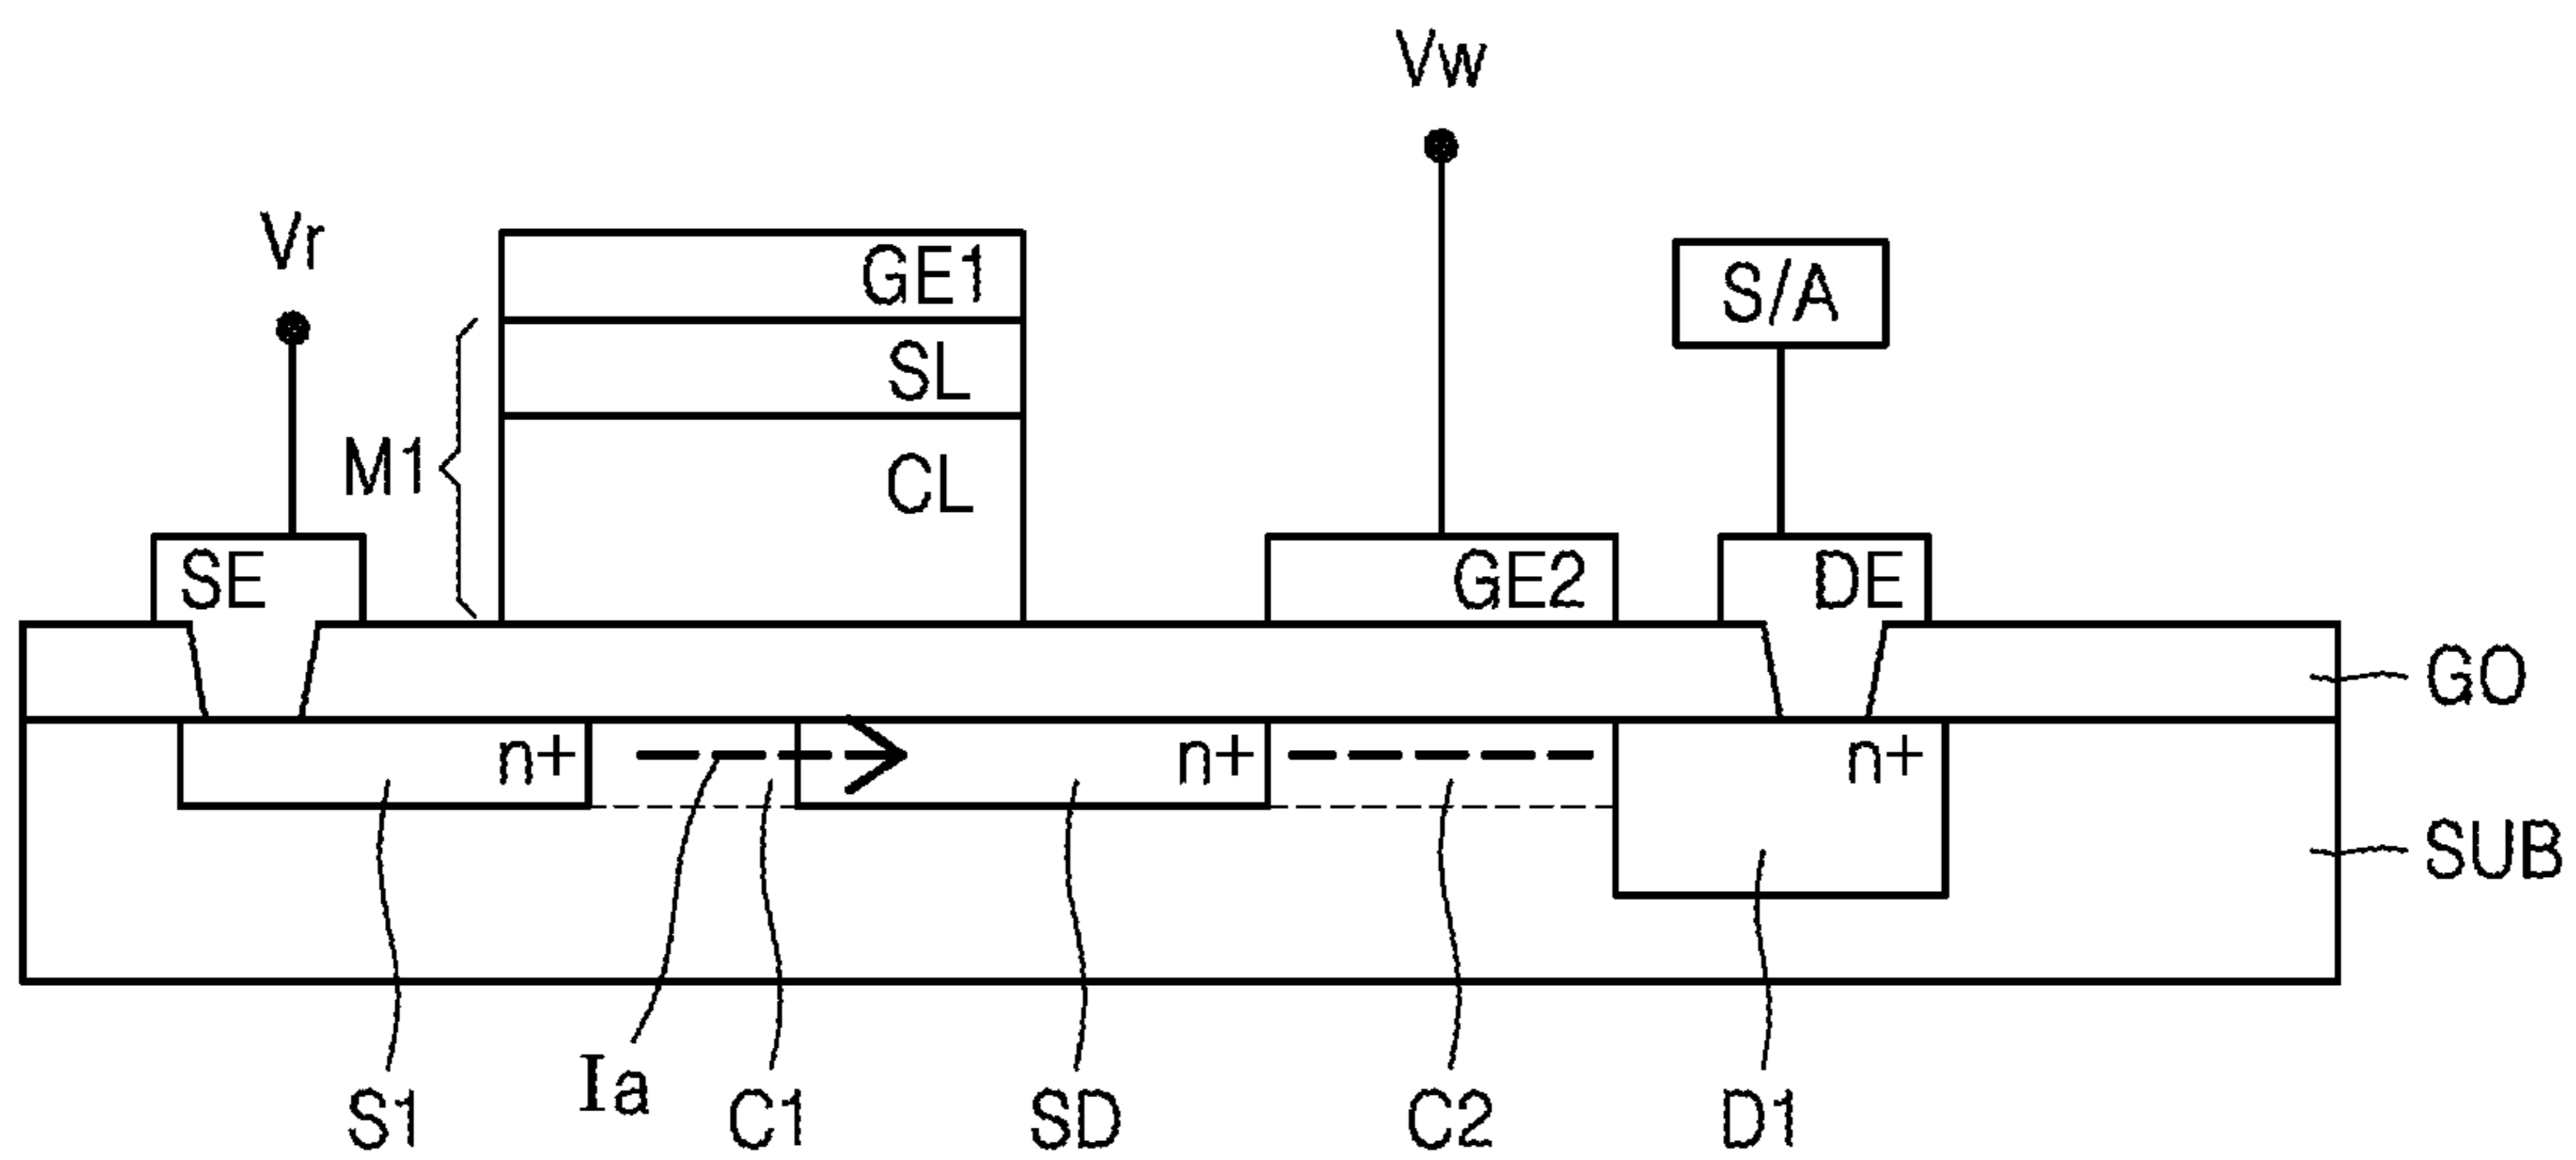 Vw
Vr
GE1
S/A
SL
M1
CL
SE
GE2
DE
GO
n+
n+
n+
SUB
Ia
S1
C1
SD
C2
D1